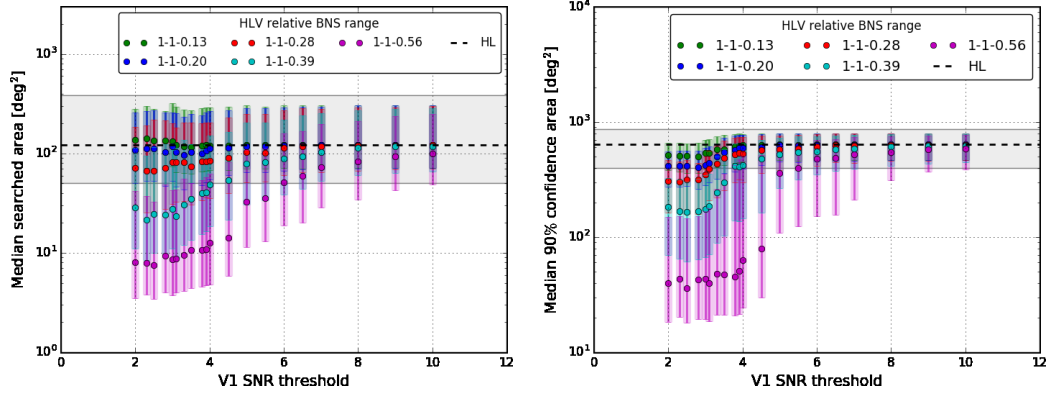 HLV relative BNS range
1-1-0.13 1-1-0.28 1-1-0.56
1-1-0.20 1-1-0.39 HL
Median searched area [deg²]
10³
10²
10¹
10⁰
0 2 4 6 8 10 12
V1 SNR threshold
HLV relative BNS range
1-1-0.13 1-1-0.28 1-1-0.56
1-1-0.20 1-1-0.39 HL
Median 90% confidence area [deg²]
10⁴
10³
10²
10¹
0 2 4 6 8 10 12
V1 SNR threshold